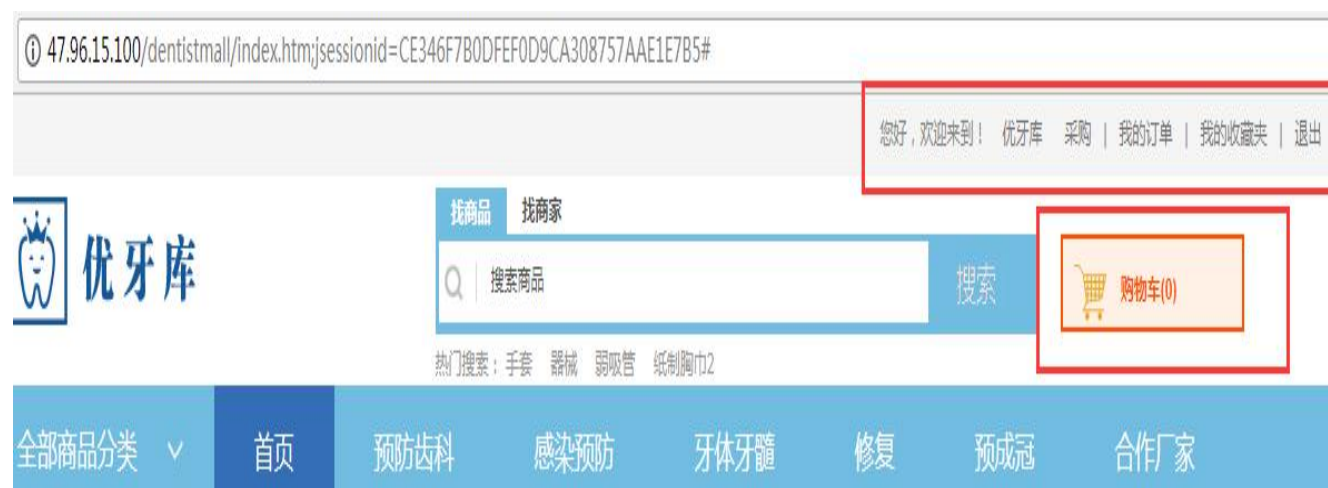 47.96.15.100/dentistmall/index.htm;jsessionid=CE346F7B0DFEF0D9CA308757AAE1E7B5#
您好，欢迎来到！ 优牙库 采购 | 我的订单 | 我的收藏夹 | 退出
优牙库
找商品 找商家
搜索商品 搜索
购物车(0)
热门搜索：手套 器械 弱吸管 纸制胸巾2
全部商品分类 首页 预防齿科 感染预防 牙体牙髓 修复 预成冠 合作厂家